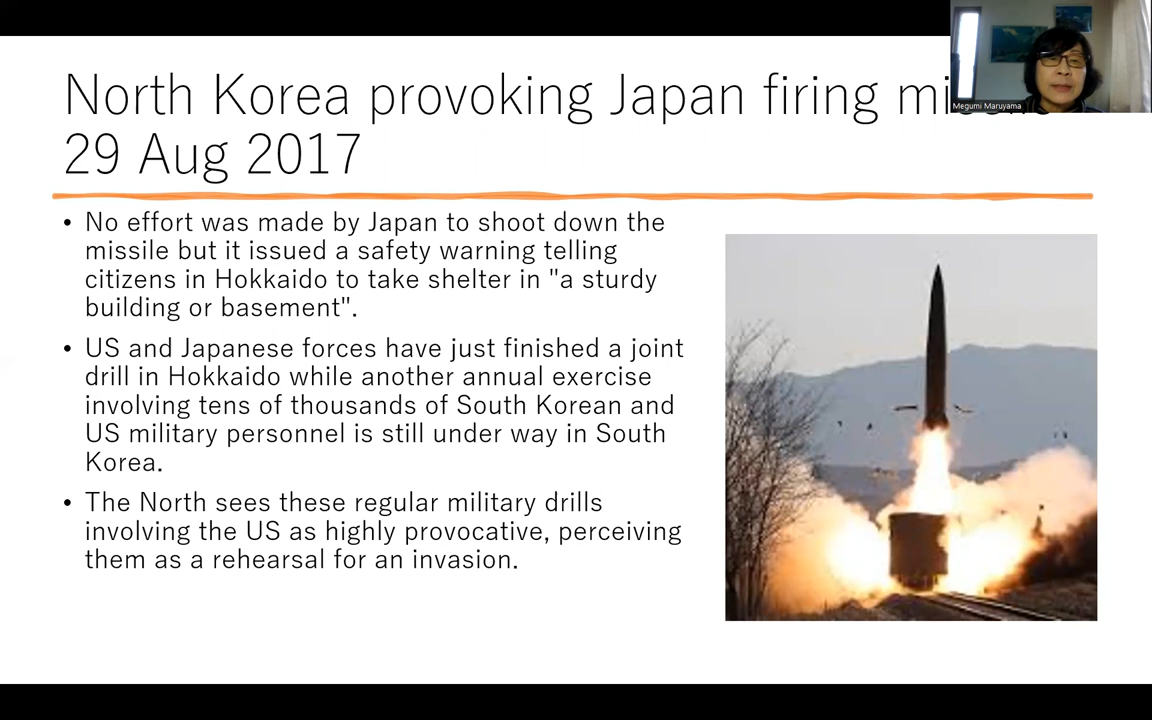 North Korea provoking Japan firing
29 Aug 2017
Megumi Maruyama
• No effort was made by Japan to shoot down the
missile but it issued a safety warning telling
citizens in Hokkaido to take shelter in "a sturdy
building or basement".
• US and Japanese forces have just finished a joint
drill in Hokkaido while another annual exercise
involving tens of thousands of South Korean and
US military personnel is still under way in South
Korea.
• The North sees these regular military drills
involving the US as highly provocative, perceiving
them as a rehearsal for an invasion.